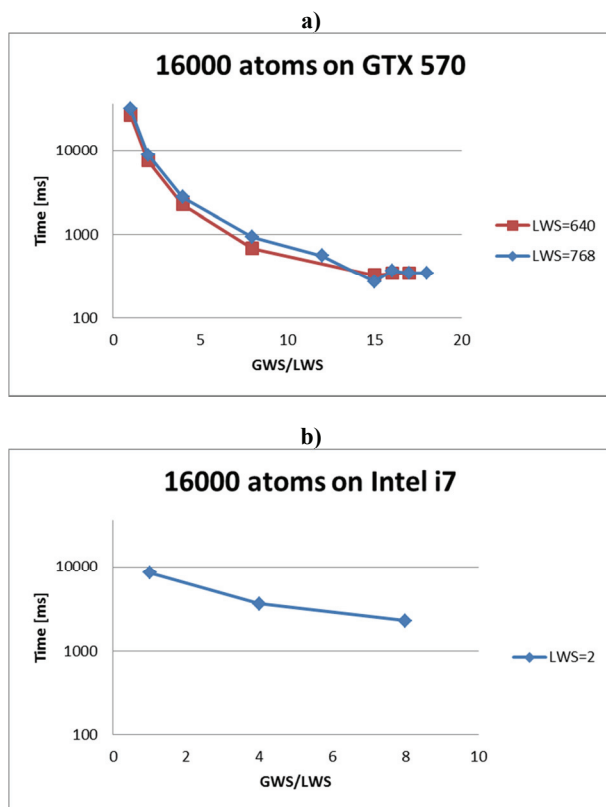 a)
16000 atoms on GTX 570
10000
1000
100
Time [ms]
0 5 10 15 20
GWS/LWS
LWS=640
LWS=768
b)
16000 atoms on Intel i7
10000
1000
100
Time [ms]
0 2 4 6 8 10
GWS/LWS
LWS=2